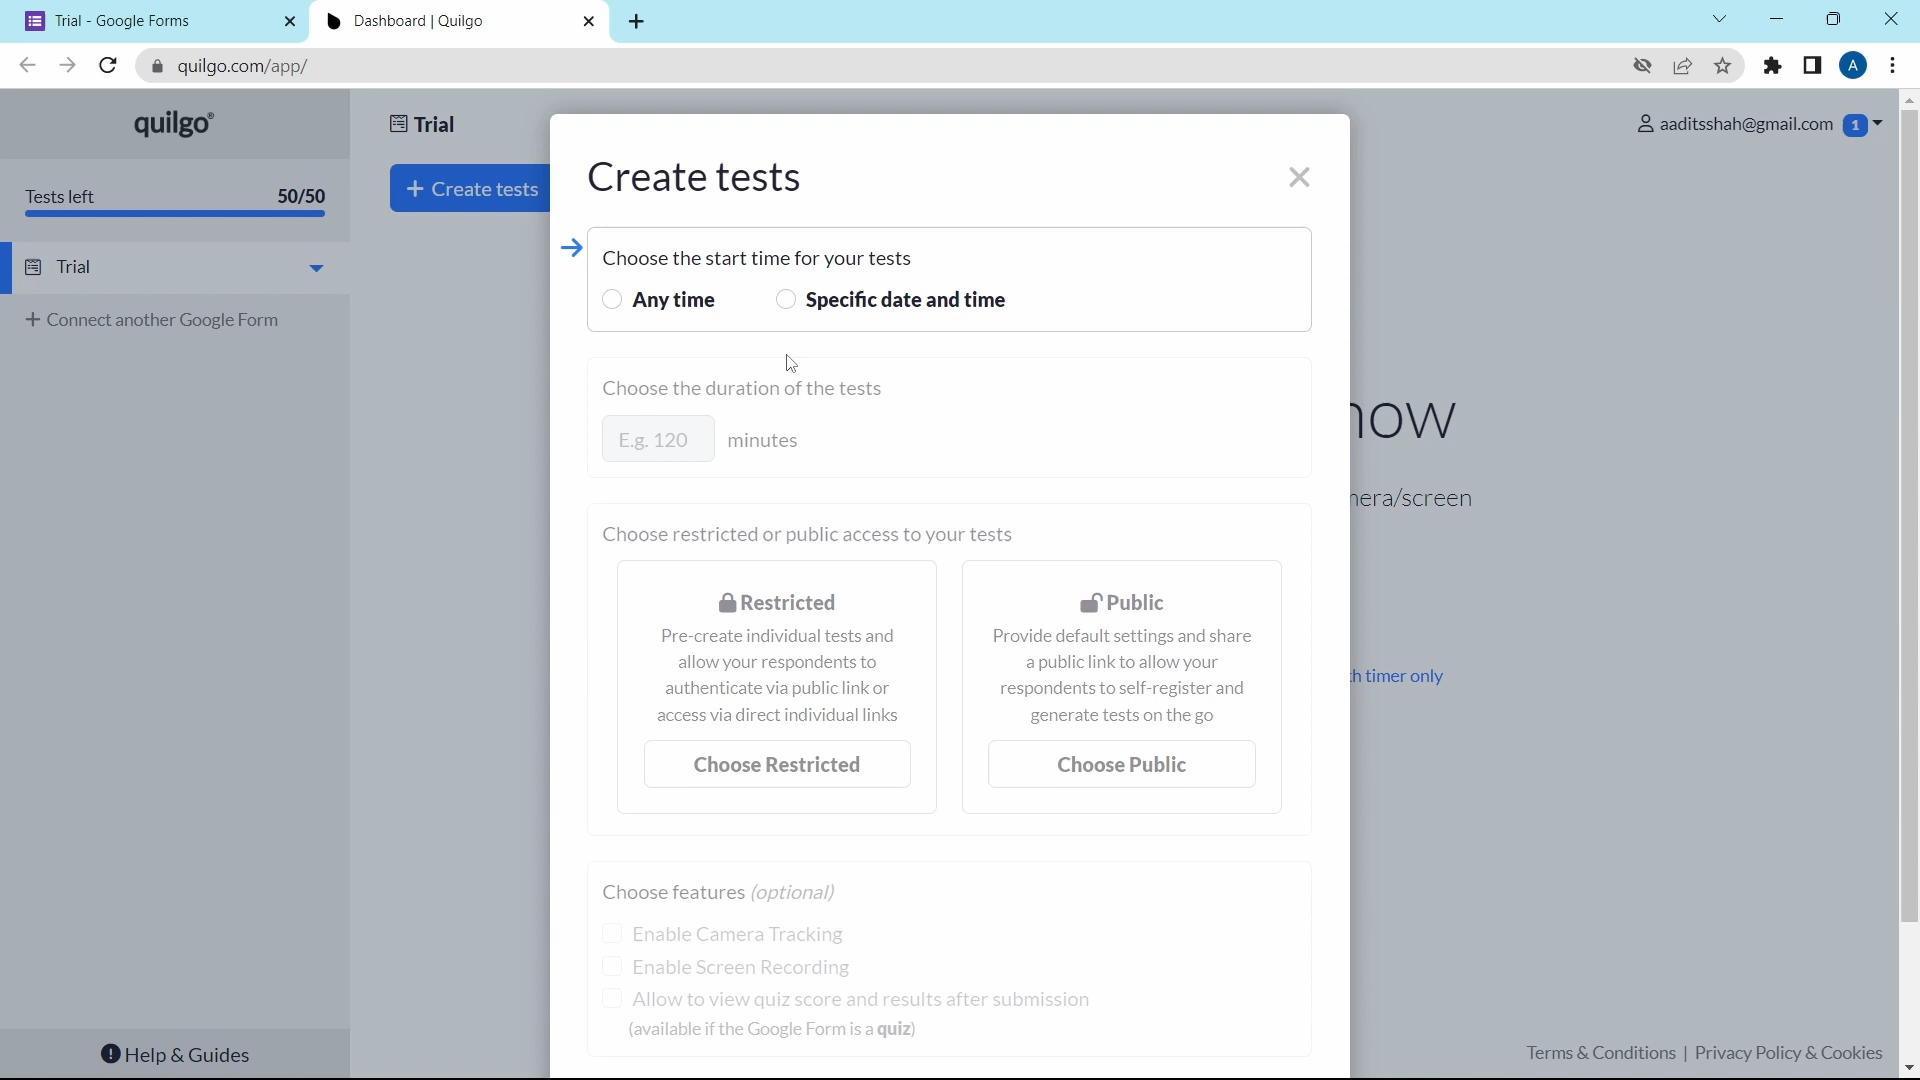 Trial - Google Forms
Dashboard | Quilgo
quilgo.com/app/
A
quilgo®
Trial
aaditsshah@gmail.com 1
Create tests
Tests left 50/50
+ Create tests
Choose the start time for your tests
Trial
Any time Specific date and time
+ Connect another Google Form
Choose the duration of the tests
now
E.g. 120 minutes
nera/screen
Choose restricted or public access to your tests
Restricted
Pre-create individual tests and
allow your respondents to
authenticate via public link or
access via direct individual links
Choose Restricted
Public
Provide default settings and share
a public link to allow your
respondents to self-register and
generate tests on the go
Choose Public
h timer only
Choose features (optional)
Enable Camera Tracking
Enable Screen Recording
Allow to view quiz score and results after submission
(available if the Google Form is a quiz)
Help & Guides
Terms & Conditions | Privacy Policy & Cookies